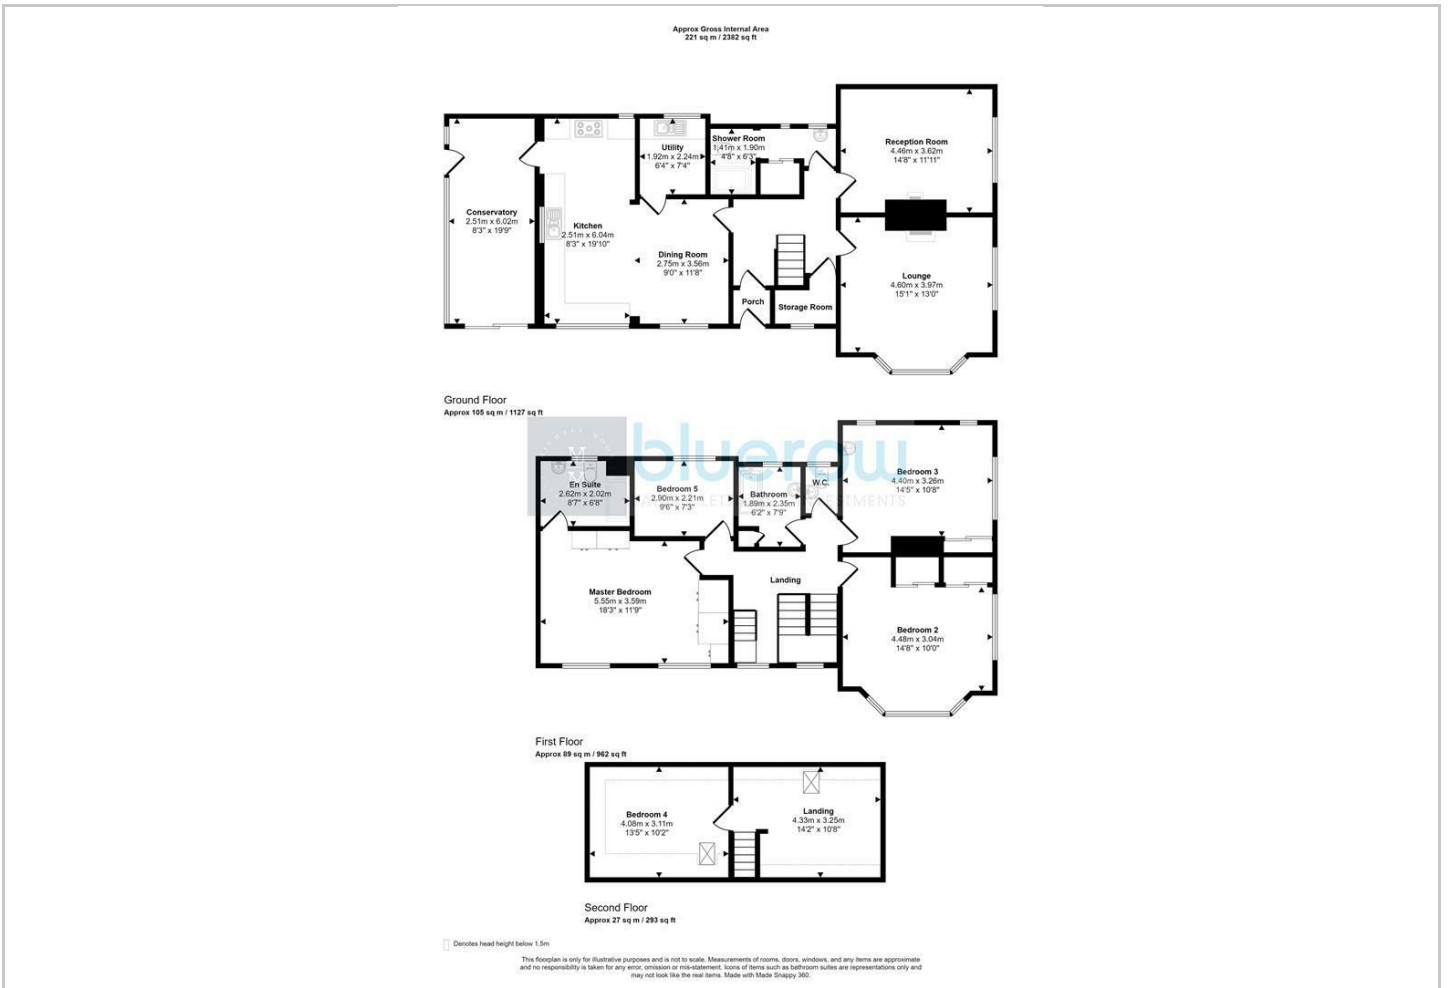 Approx Gross Internal Area
221 sq m / 2382 sq ft
Reception Room
4.46m x 3.62m
14'8" x 11'11"
Shower Room
1.41m x 1.90m
4'8" x 6'3"
Utility
1.92m x 2.24m
6'4" x 7'4"
Conservatory
2.51m x 6.02m
8'3" x 19'9"
Kitchen
2.51m x 6.04m
8'3" x 19'10"
Dining Room
2.75m x 3.56m
9'0" x 11'8"
Lounge
4.60m x 3.97m
15'1" x 13'0"
Porch
Storage Room
Ground Floor
Approx 105 sq m / 1127 sq ft
bluerow
En Suite
2.62m x 2.02m
8'7" x 6'8"
Bedroom 5
2.90m x 2.21m
9'6" x 7'3"
Bathroom
1.89m x 2.35m
6'2" x 7'9"
W.C.
Bedroom 3
4.40m x 3.26m
14'5" x 10'8"
Master Bedroom
5.55m x 3.59m
18'3" x 11'9"
Landing
Bedroom 2
4.48m x 3.04m
14'8" x 10'0"
First Floor
Approx 89 sq m / 962 sq ft
Bedroom 4
4.08m x 3.11m
13'5" x 10'2"
Landing
4.33m x 3.25m
14'2" x 10'8"
Second Floor
Approx 27 sq m / 293 sq ft
Denotes head height below 1.5m
This floorplan is only for illustrative purposes and is not to scale. Measurements of rooms, doors, windows, and any items are approximate
and no responsibility is taken for any error, omission or mis-statement. Icons of items such as bathroom suites are representations only and
may not look like the real items. Made with Made Snappy 360.